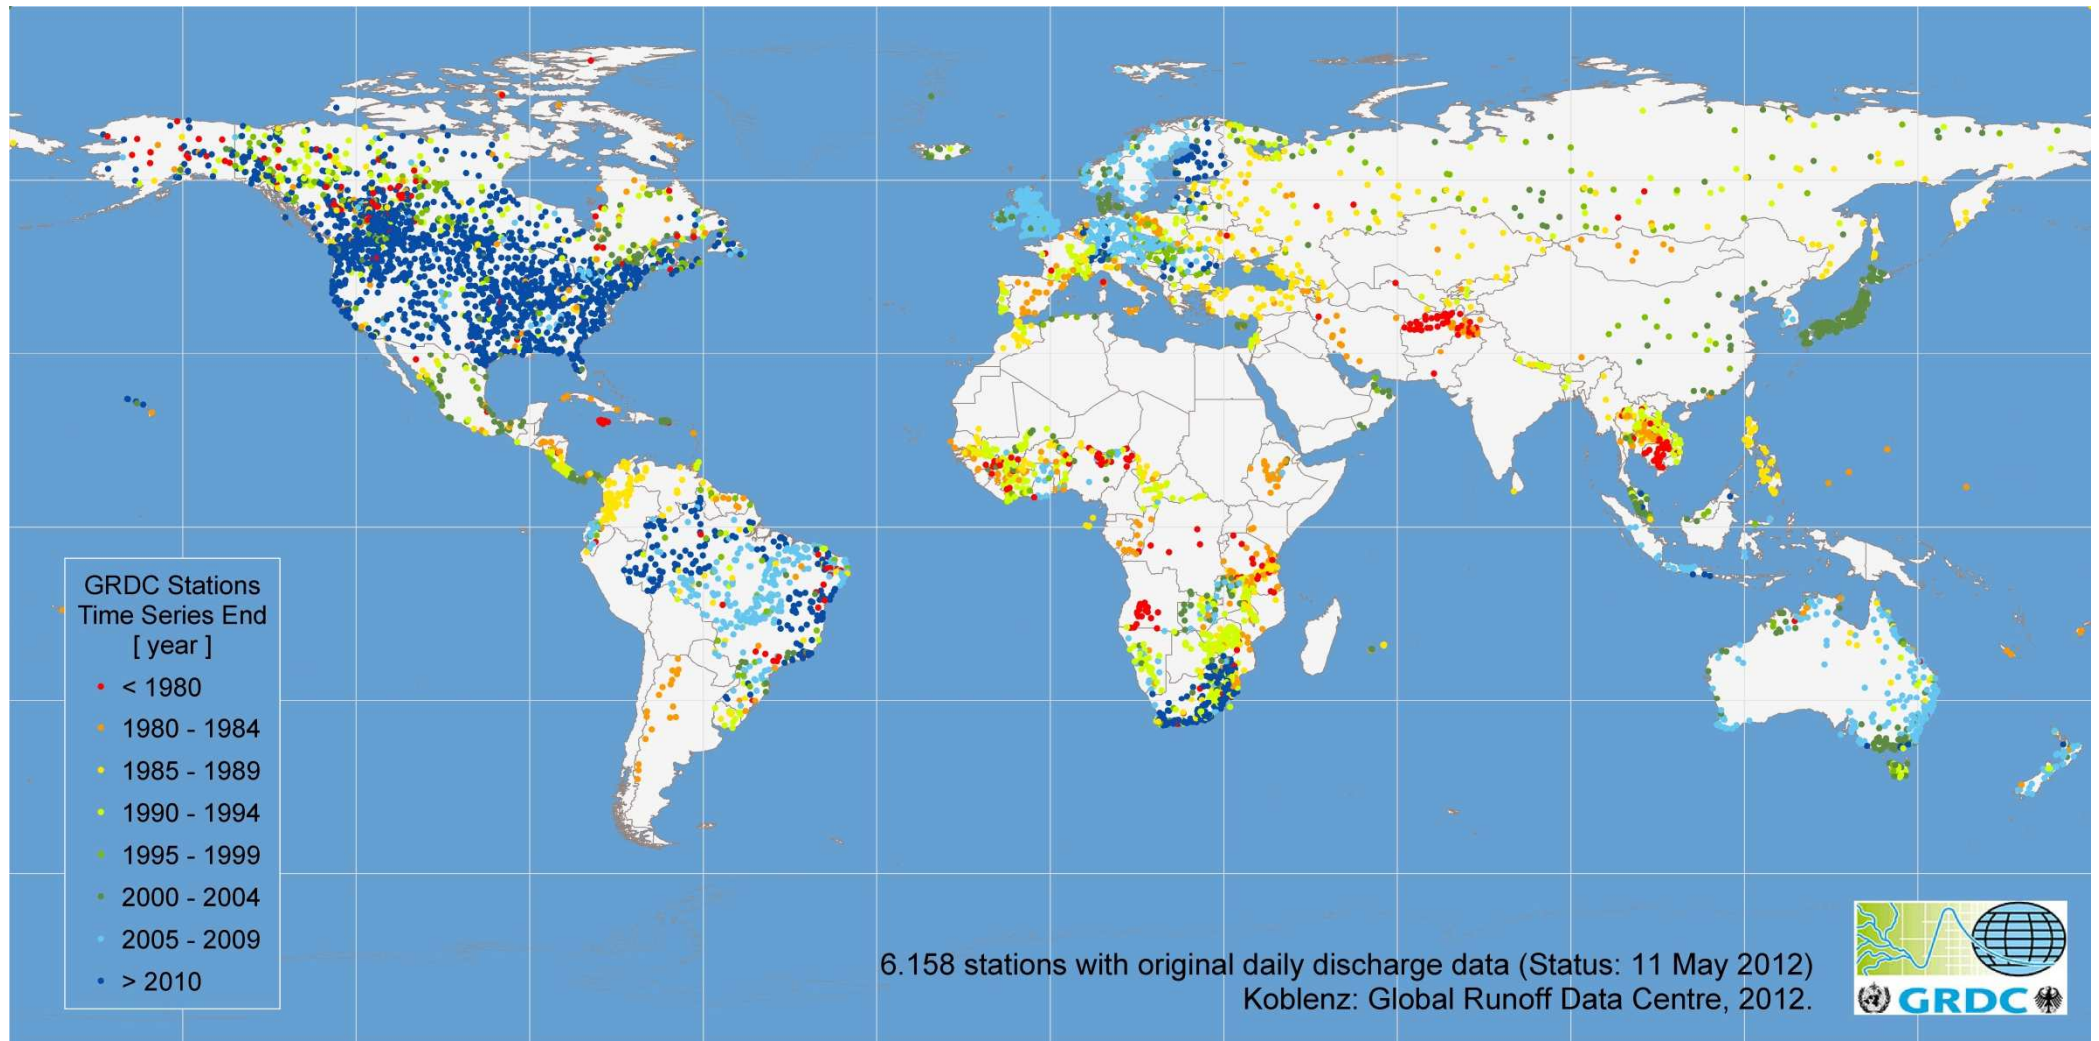 GRDC Stations
Time Series End
[ year ]
< 1980
1980 - 1984
1985 - 1989
1990 - 1994
1995 - 1999
2000 - 2004
2005 - 2009
> 2010
6.158 stations with original daily discharge data (Status: 11 May 2012)
Koblenz: Global Runoff Data Centre, 2012.
GRDC